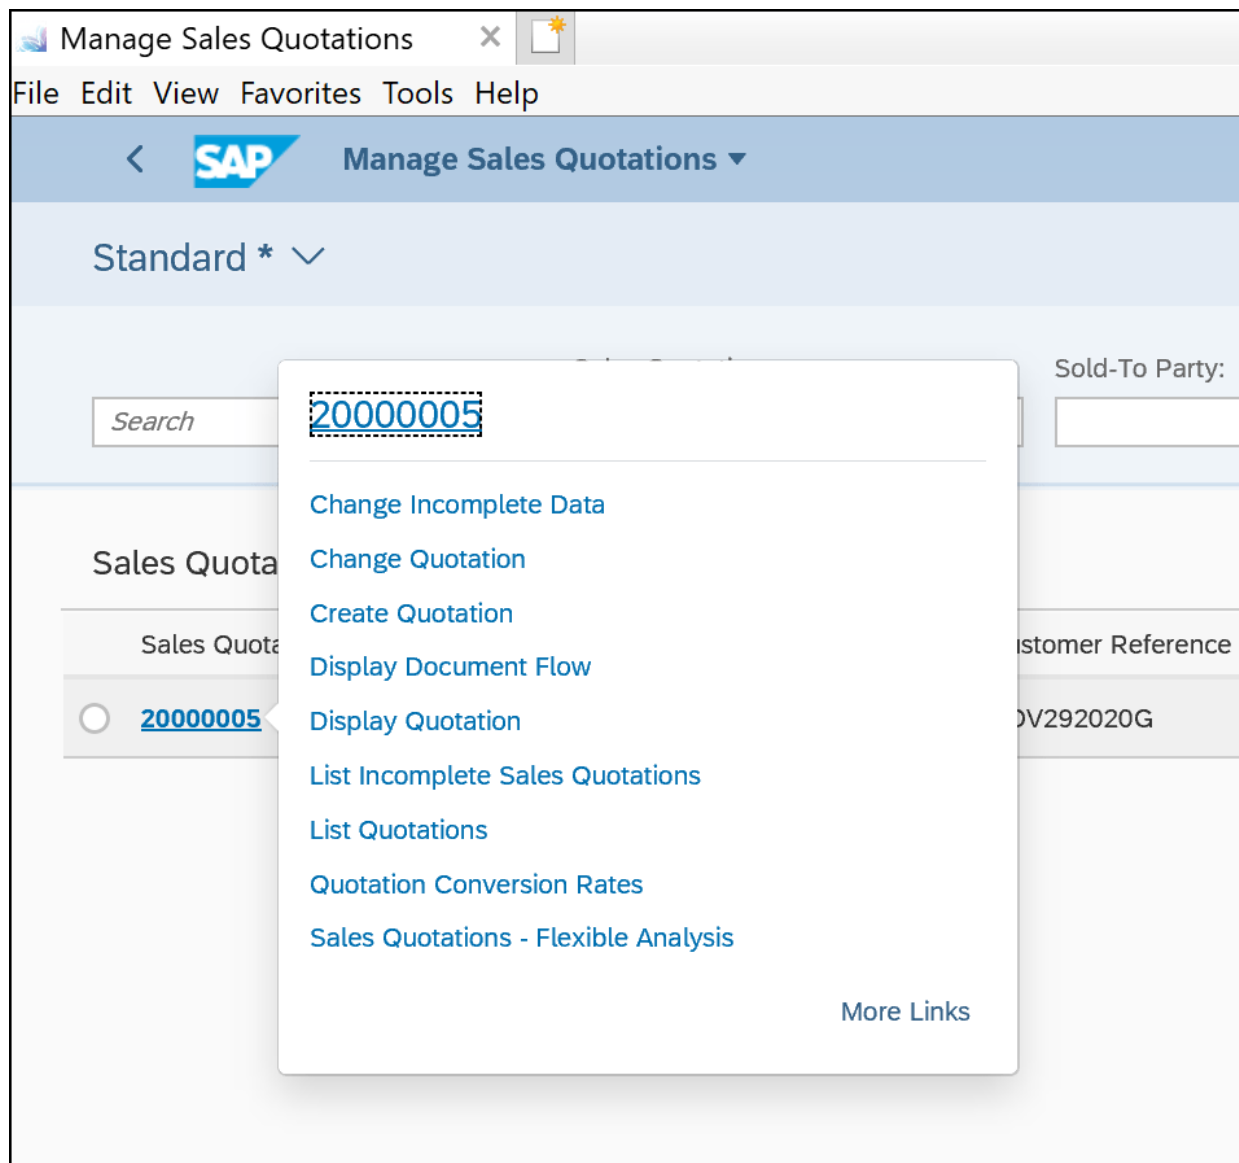 Manage Sales Quotations
File Edit View Favorites Tools Help
SAP Manage Sales Quotations
Standard *
Sold-To Party:
Search
20000005
Change Incomplete Data
Change Quotation
Create Quotation
Display Document Flow
Display Quotation
List Incomplete Sales Quotations
List Quotations
Quotation Conversion Rates
Sales Quotations - Flexible Analysis
More Links
Sales Quota
Sales Quota
stomer Reference
20000005
V292020G